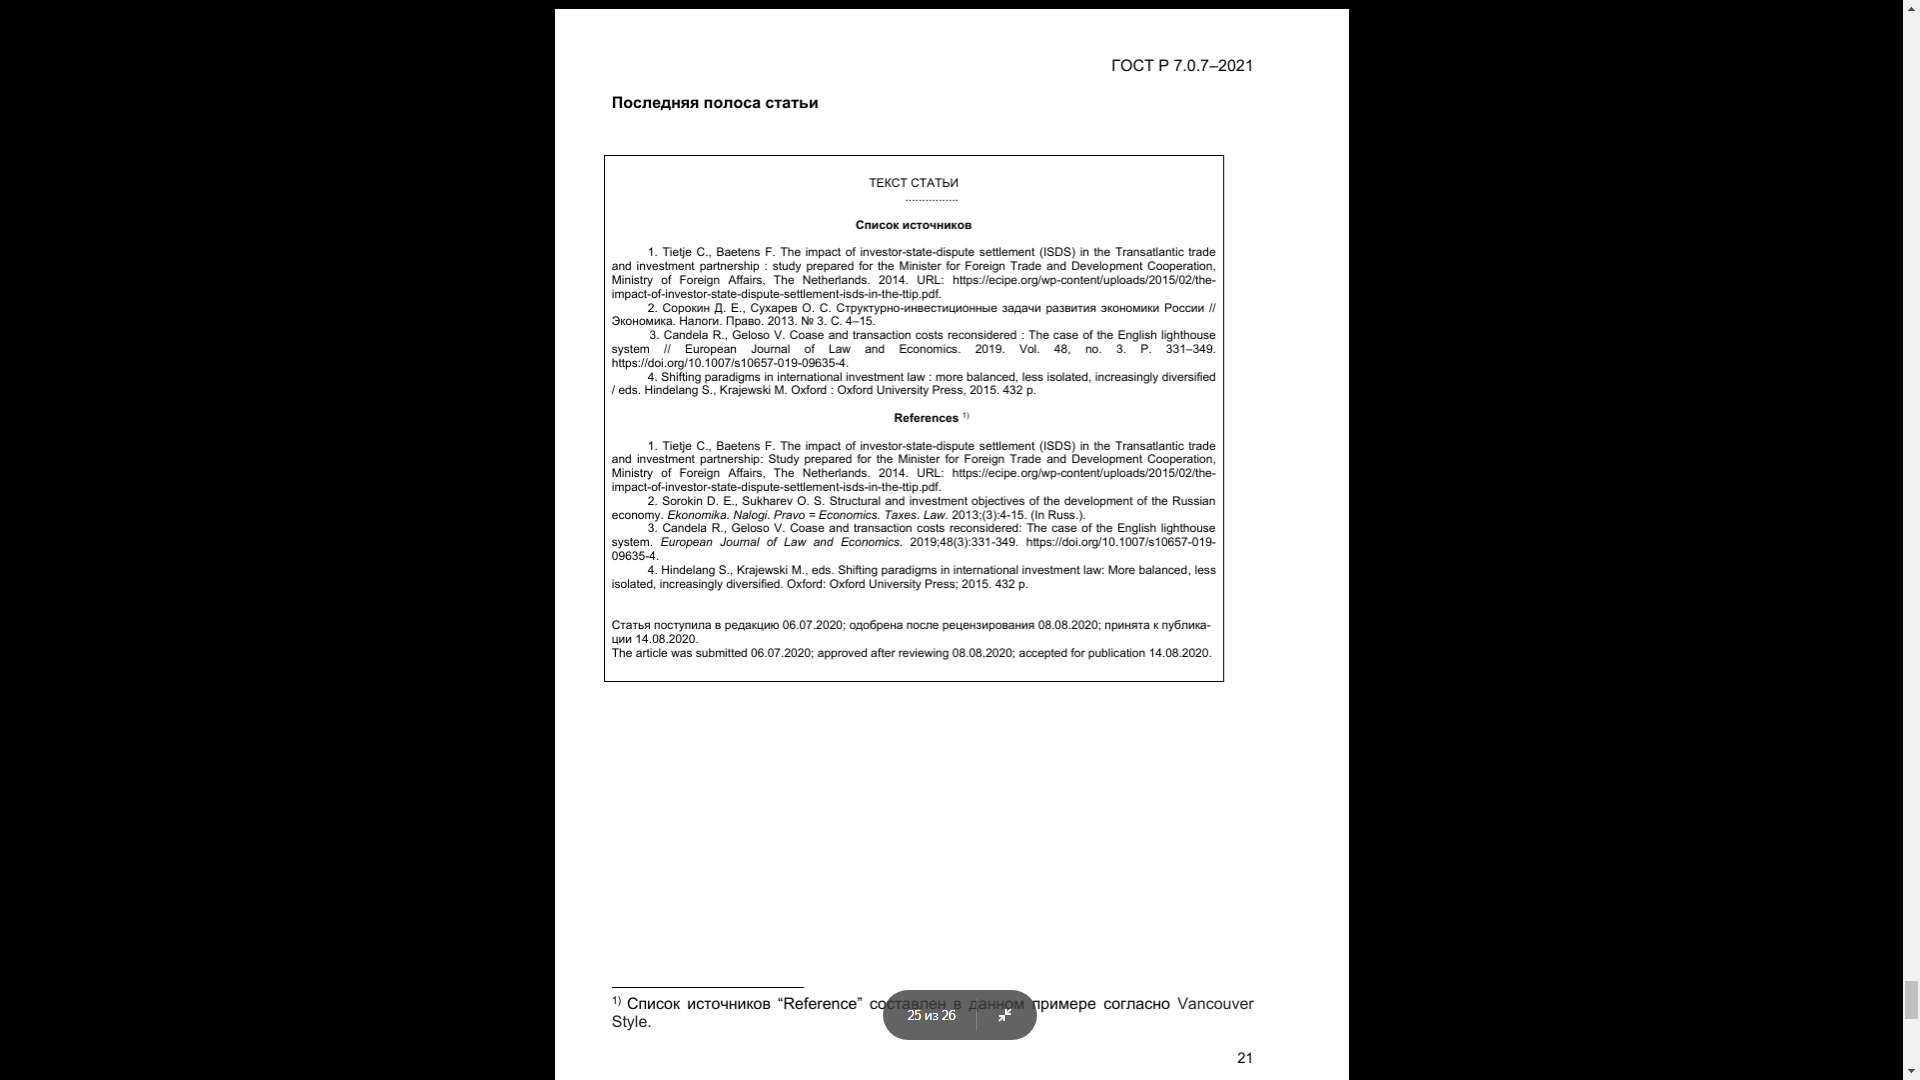 ГОСТ Р 7.0.7–2021
Последняя полоса статьи
ТЕКСТ СТАТЬИ
................
Список источников
1. Tietje C., Baetens F. The impact of investor-state-dispute settlement (ISDS) in the Transatlantic trade
and investment partnership : study prepared for the Minister for Foreign Trade and Development Cooperation,
Ministry of Foreign Affairs, The Netherlands. 2014. URL: https://ecipe.org/wp-content/uploads/2015/02/the-
impact-of-investor-state-dispute-settlement-isds-in-the-ttip.pdf.
2. Сорокин Д. Е., Сухарев О. С. Структурно-инвестиционные задачи развития экономики России //
Экономика. Налоги. Право. 2013. № 3. С. 4–15.
3. Candela R., Geloso V. Coase and transaction costs reconsidered : The case of the English lighthouse
system // European Journal of Law and Economics. 2019. Vol. 48, no. 3. P. 331–349.
https://doi.org/10.1007/s10657-019-09635-4.
4. Shifting paradigms in international investment law : more balanced, less isolated, increasingly diversified
/ eds. Hindelang S., Krajewski M. Oxford : Oxford University Press, 2015. 432 p.
References 1)
1. Tietje C., Baetens F. The impact of investor-state-dispute settlement (ISDS) in the Transatlantic trade
and investment partnership: Study prepared for the Minister for Foreign Trade and Development Cooperation,
Ministry of Foreign Affairs, The Netherlands. 2014. URL: https://ecipe.org/wp-content/uploads/2015/02/the-
impact-of-investor-state-dispute-settlement-isds-in-the-ttip.pdf.
2. Sorokin D. E., Sukharev O. S. Structural and investment objectives of the development of the Russian
economy. Ekonomika. Nalogi. Pravo = Economics. Taxes. Law. 2013;(3):4-15. (In Russ.).
3. Candela R., Geloso V. Coase and transaction costs reconsidered: The case of the English lighthouse
system. European Journal of Law and Economics. 2019;48(3):331-349. https://doi.org/10.1007/s10657-019-
09635-4.
4. Hindelang S., Krajewski M., eds. Shifting paradigms in international investment law: More balanced, less
isolated, increasingly diversified. Oxford: Oxford University Press; 2015. 432 p.
Статья поступила в редакцию 06.07.2020; одобрена после рецензирования 08.08.2020; принята к публика-
ции 14.08.2020.
The article was submitted 06.07.2020; approved after reviewing 08.08.2020; accepted for publication 14.08.2020.
1) Список источников “Reference” составлен в данном примере согласно Vancouver
Style.
25 из 26
21